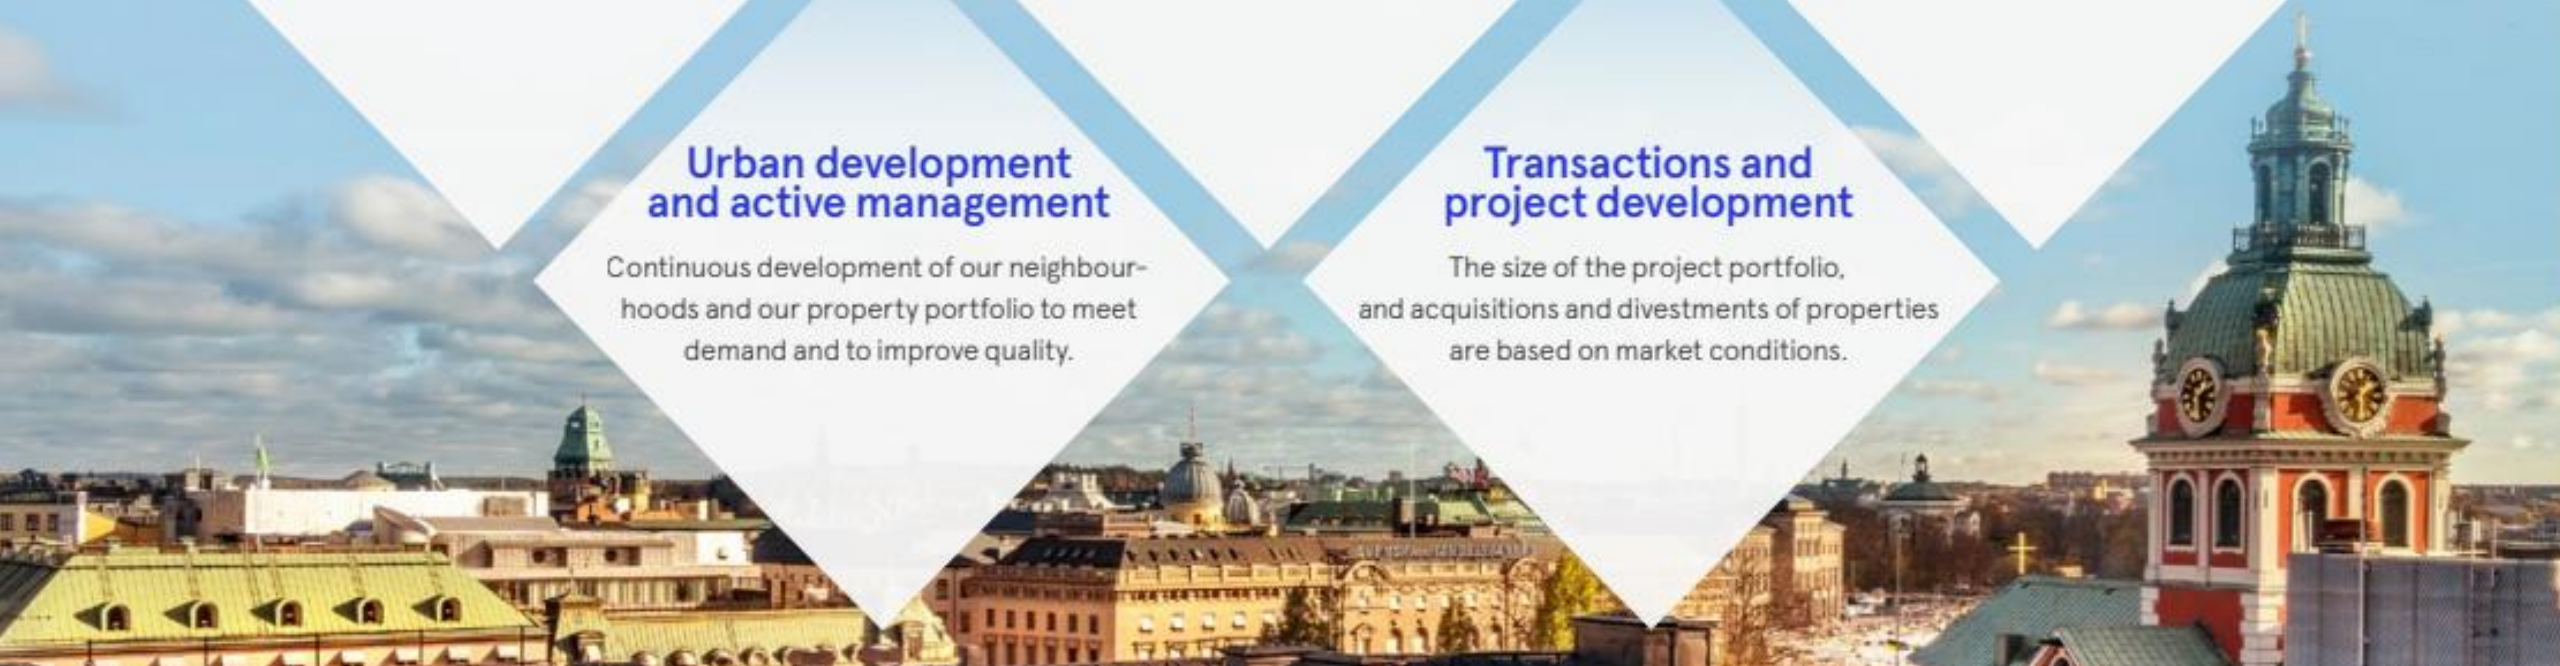 Urban development
and active management
Continuous development of our neighbour-
hoods and our property portfolio to meet
demand and to improve quality.
Transactions and
project development
The size of the project portfolio,
and acquisitions and divestments of properties
are based on market conditions.